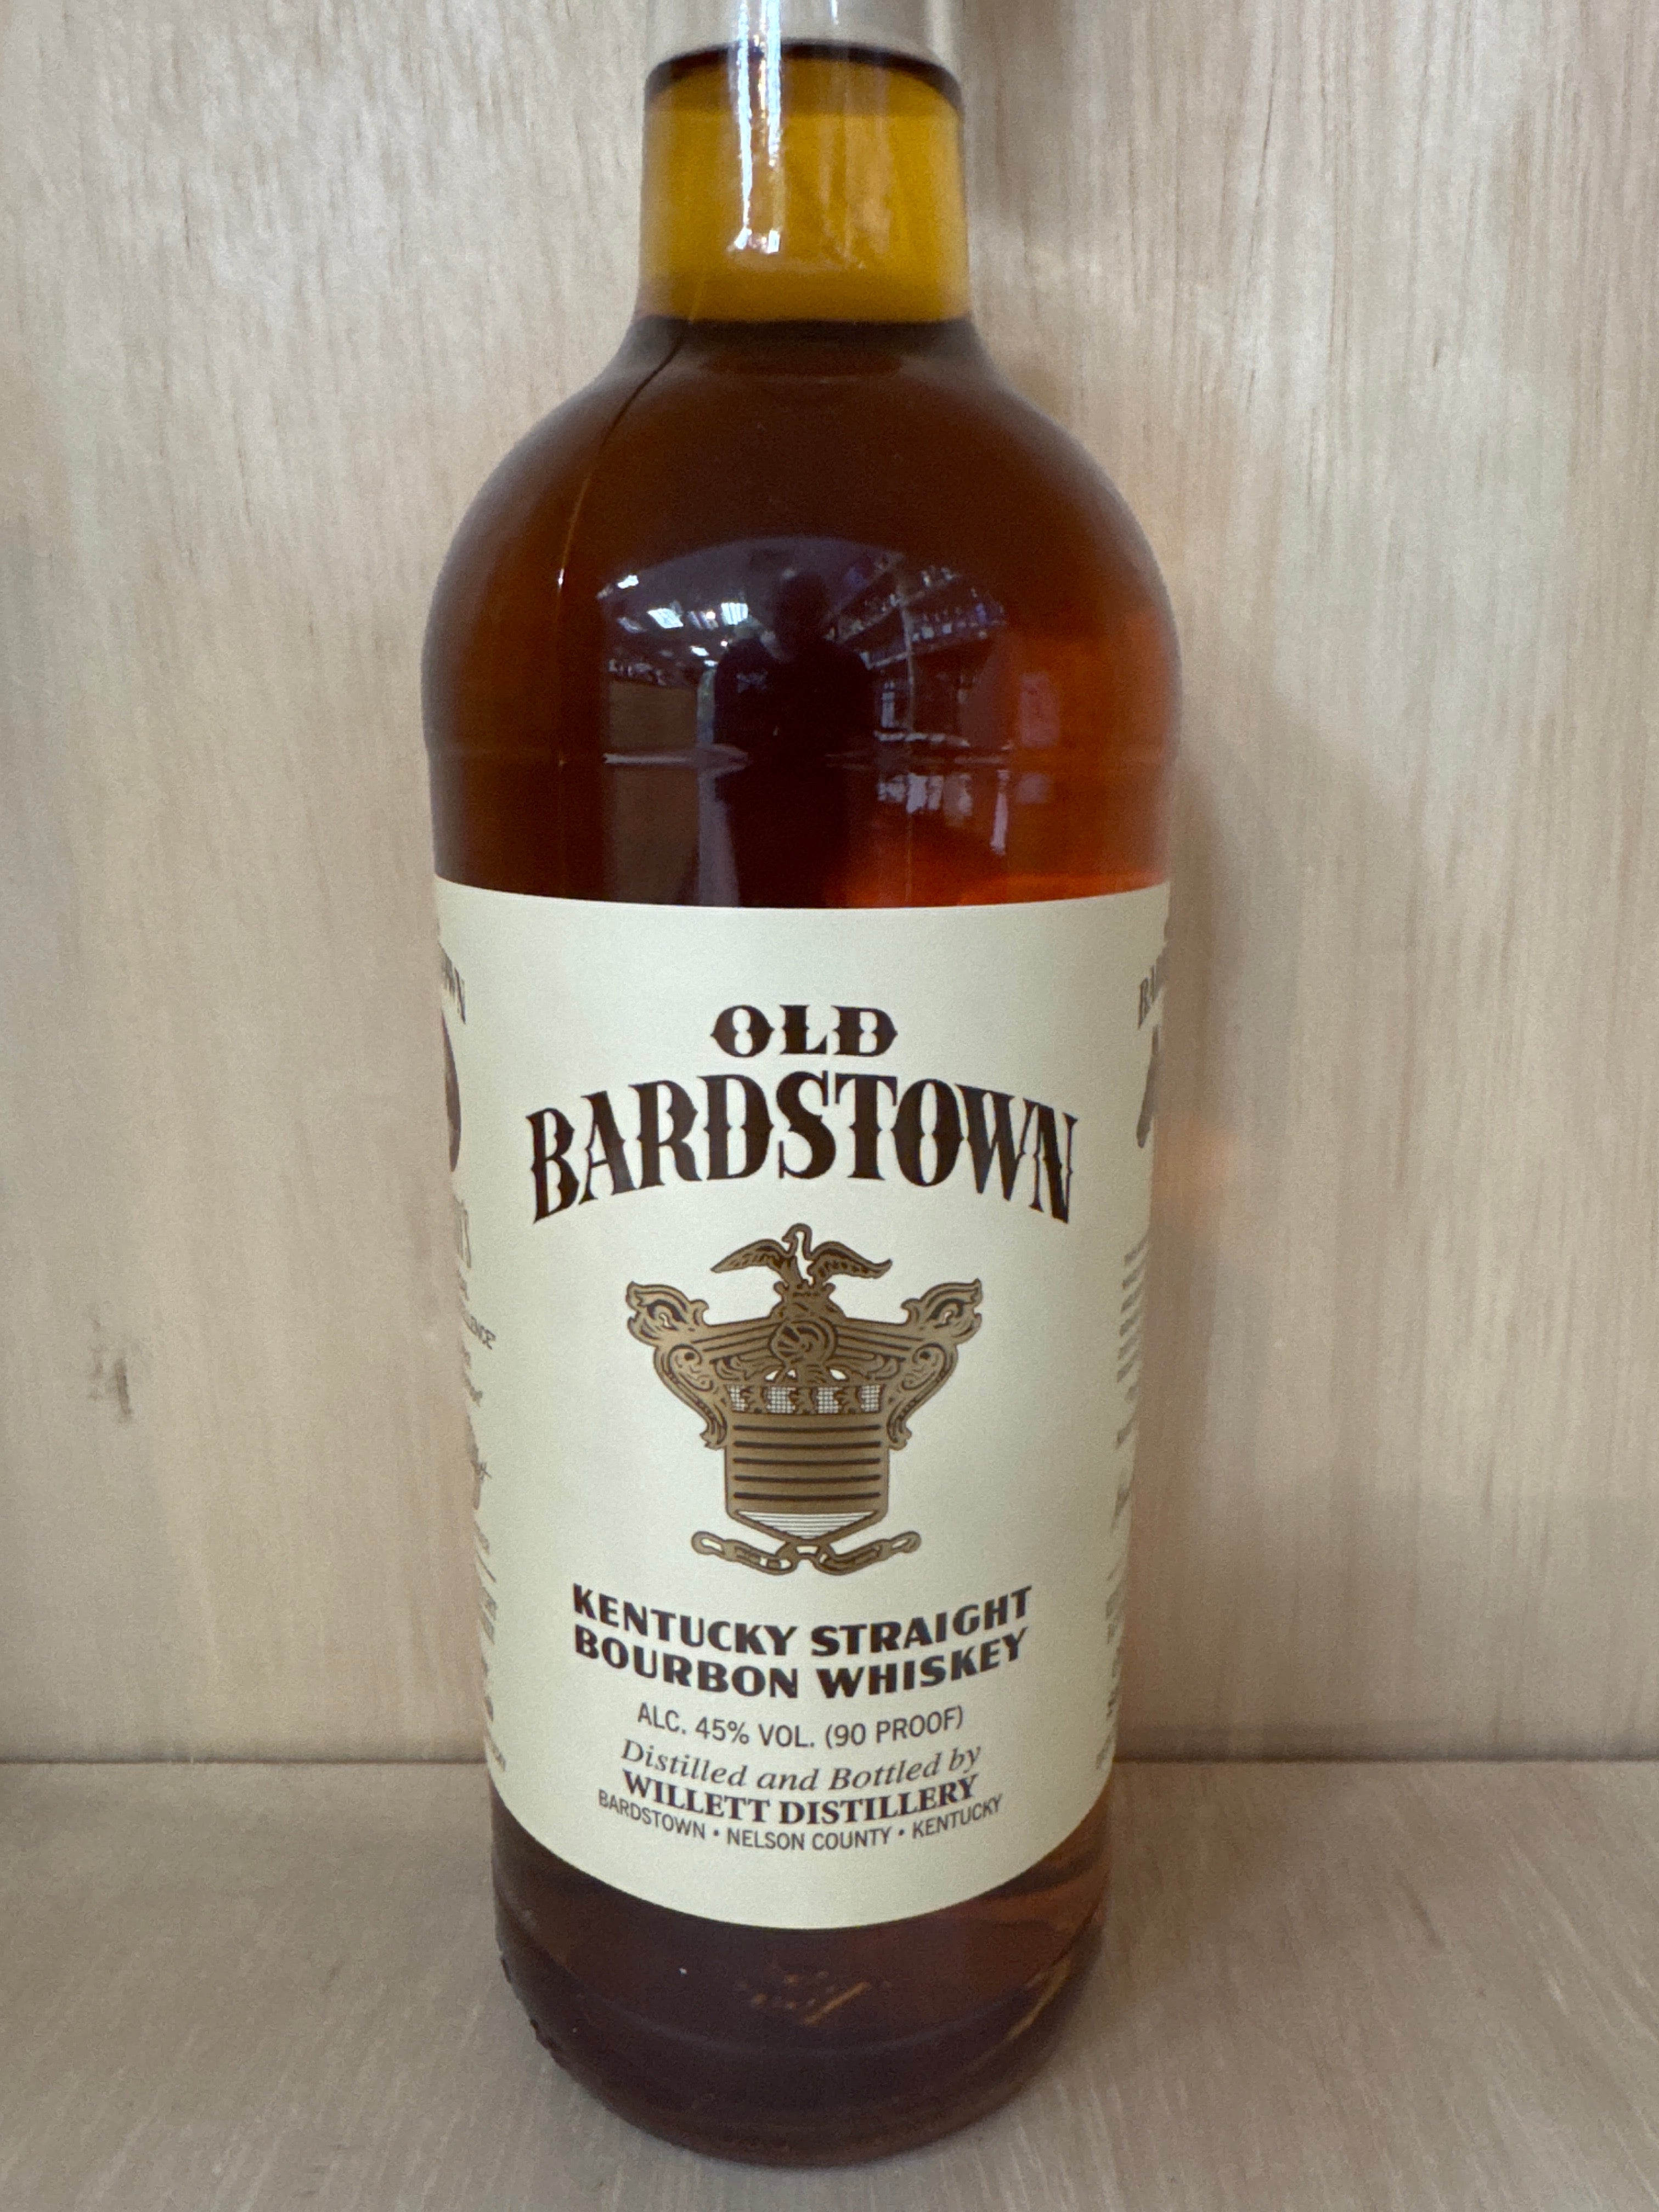 OLD
BARDSTOWN
KENTUCKY STRAIGHT
BOURBON WHISKEY
ALC. 45% VOL. (90 PROOF)
Distilled and Bottled by
WILLETT DISTILLERY
BARDSTOWN • NELSON COUNTY • KENTUCKY